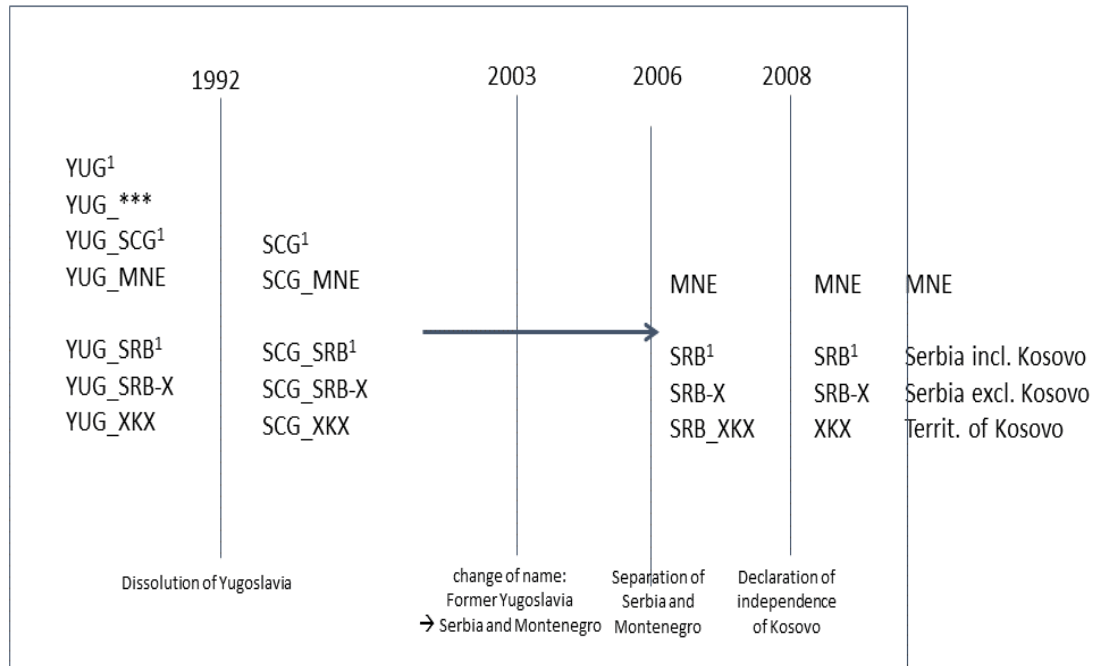 1992 2003 2006 2008
YUG¹
YUG_***
YUG_SCG¹ SCG¹
YUG_MNE SCG_MNE MNE MNE MNE
YUG_SRB¹ SCG_SRB¹ SRB¹ SRB¹ Serbia incl. Kosovo
YUG_SRB-X SCG_SRB-X SRB-X SRB-X Serbia excl. Kosovo
YUG_XKX SCG_XKX SRB_XKX XKX Territ. of Kosovo
Dissolution of Yugoslavia
change of name:
Former Yugoslavia
→ Serbia and Montenegro
Separation of
Serbia and
Montenegro
Declaration of
independence
of Kosovo